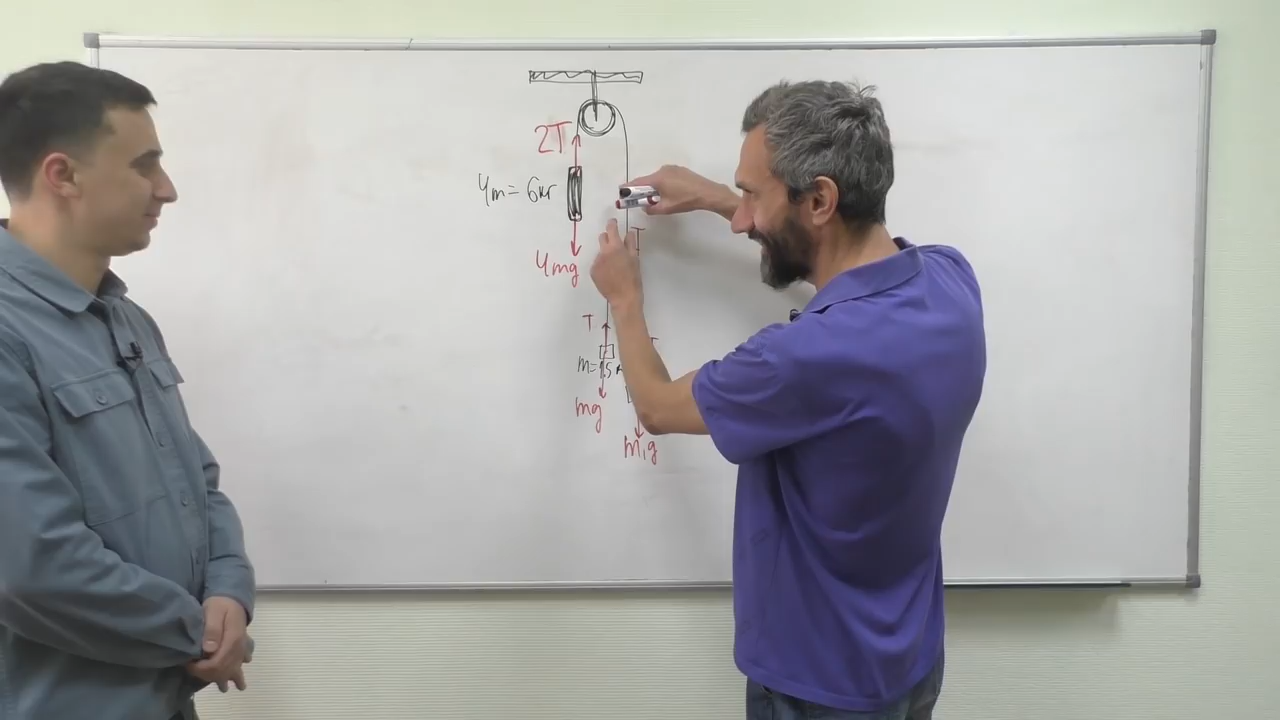 2T
4m = 6кг
4mg
T
T
m=1,5
mg
m₁g